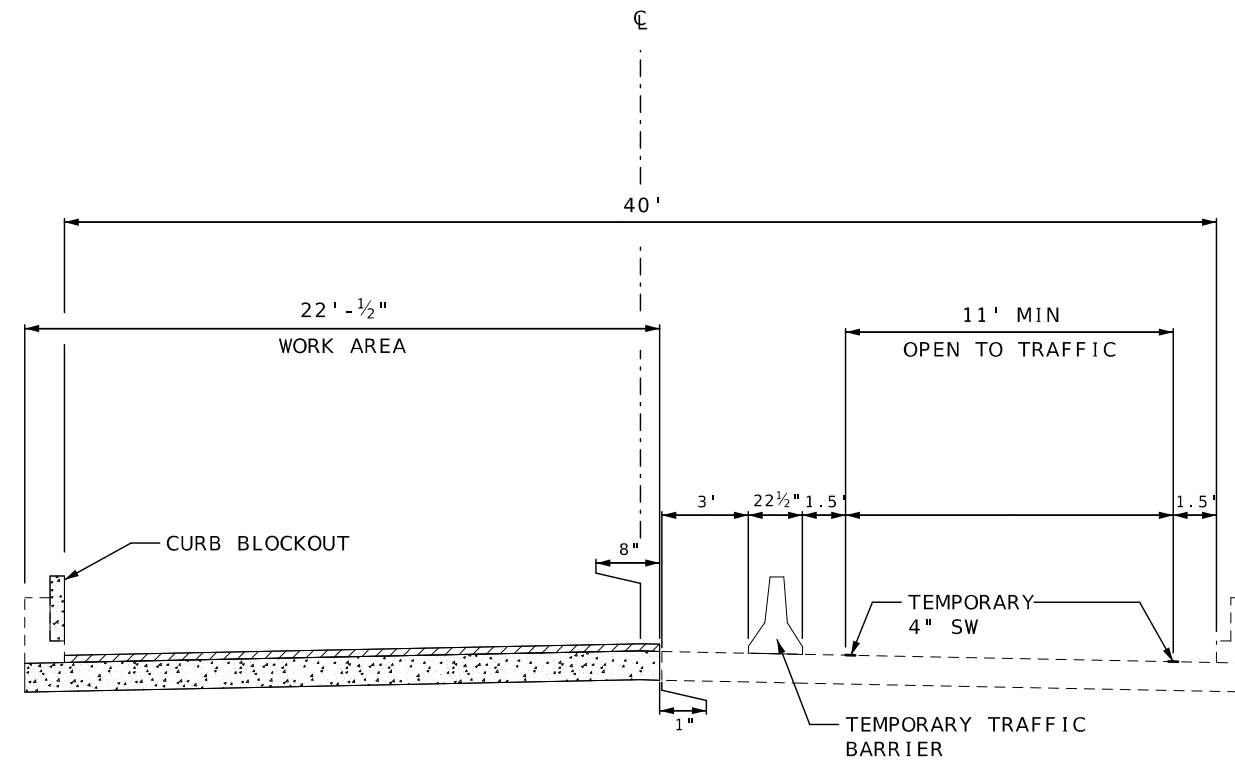 ℄
40'
22'-½"
WORK AREA
11' MIN
OPEN TO TRAFFIC
3'
22½"
1.5'
1.5'
CURB BLOCKOUT
8"
TEMPORARY
4" SW
1"
TEMPORARY TRAFFIC
BARRIER